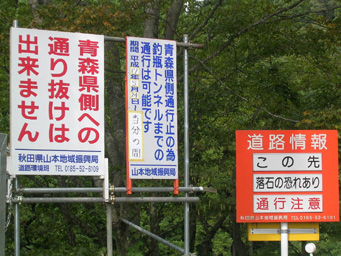 青森県側への
通り抜けは
出来ません
秋田県山本地域振興局
道路環境班 TEL 0185-52-6109
青森県側通行止の為
釣瓶トンネルまでの
通行は可能です
当分の間
山本地域振興局
道路情報
この先
落石の恐れあり
通行注意